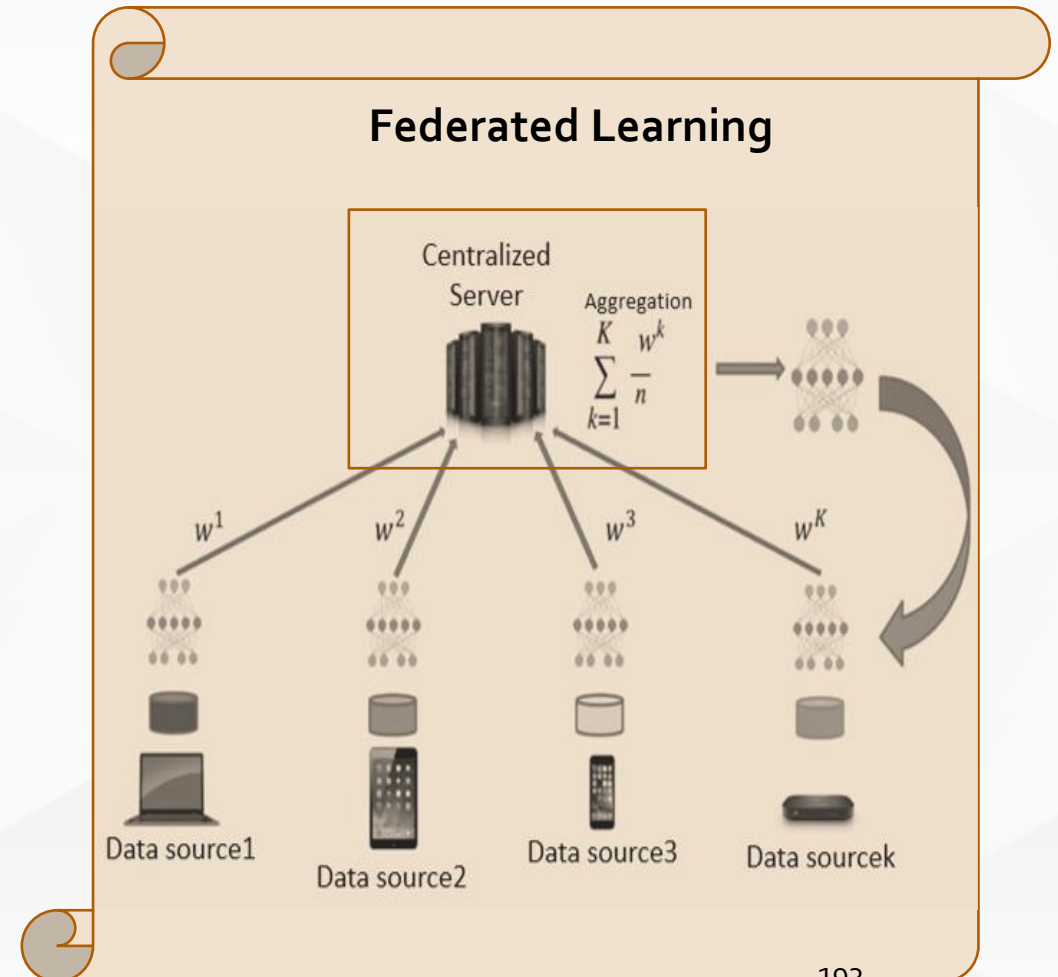 Federated Learning
Centralized
Server
Aggregation
K
w^k
∑
n
k=1
w^1
w^2
w^3
w^K
Data source1
Data source2
Data source3
Data sourcek